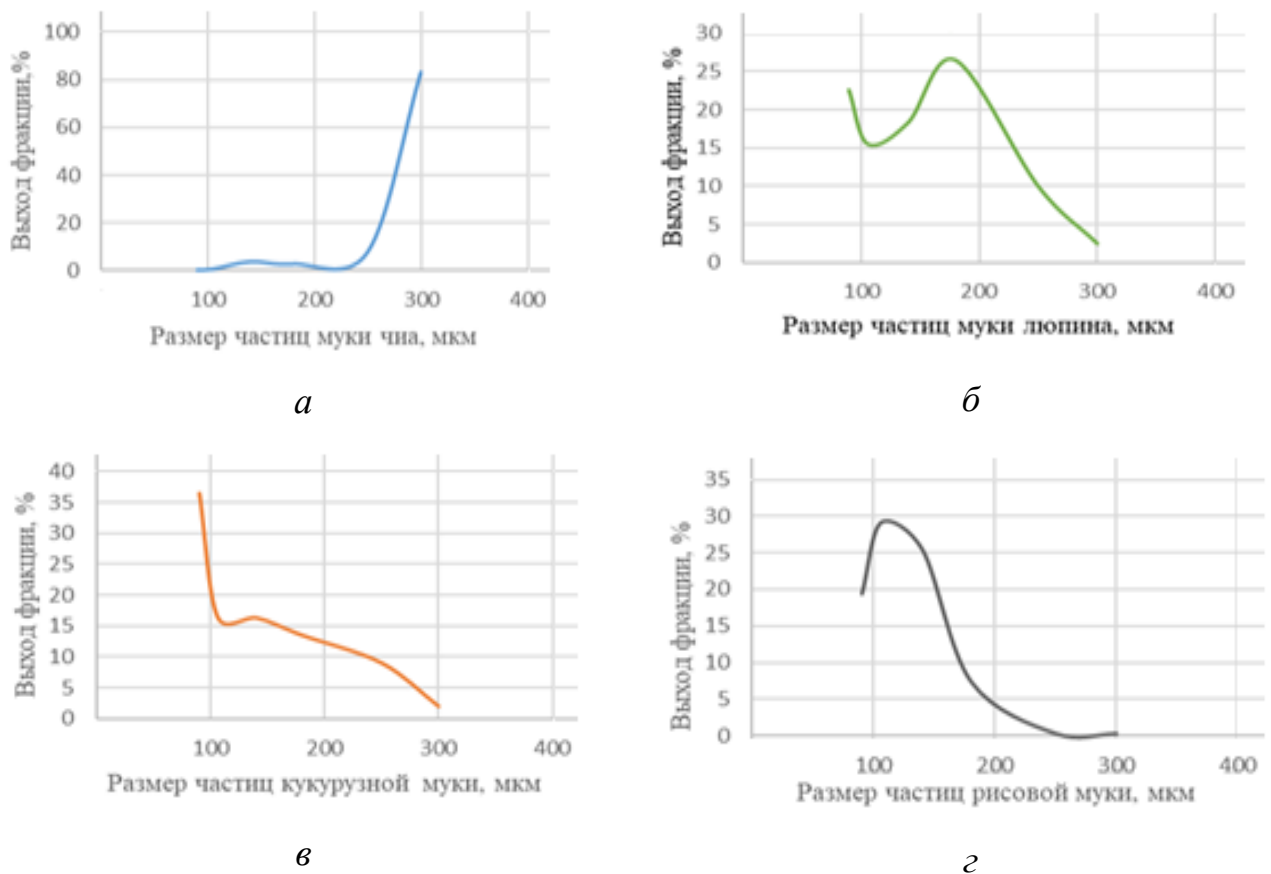 100
80
60
40
20
0
Выход фракции,%
100 200 300 400
Размер частиц муки чиа, мкм
а
30
25
20
15
10
5
0
Выход фракции, %
100 200 300 400
Размер частиц муки люпина, мкм
б
40
35
30
25
20
15
10
5
0
Выход фракции, %
100 200 300 400
Размер частиц кукурузной муки, мкм
в
35
30
25
20
15
10
5
0
Выход фракции, %
100 200 300 400
Размер частиц рисовой муки, мкм
г